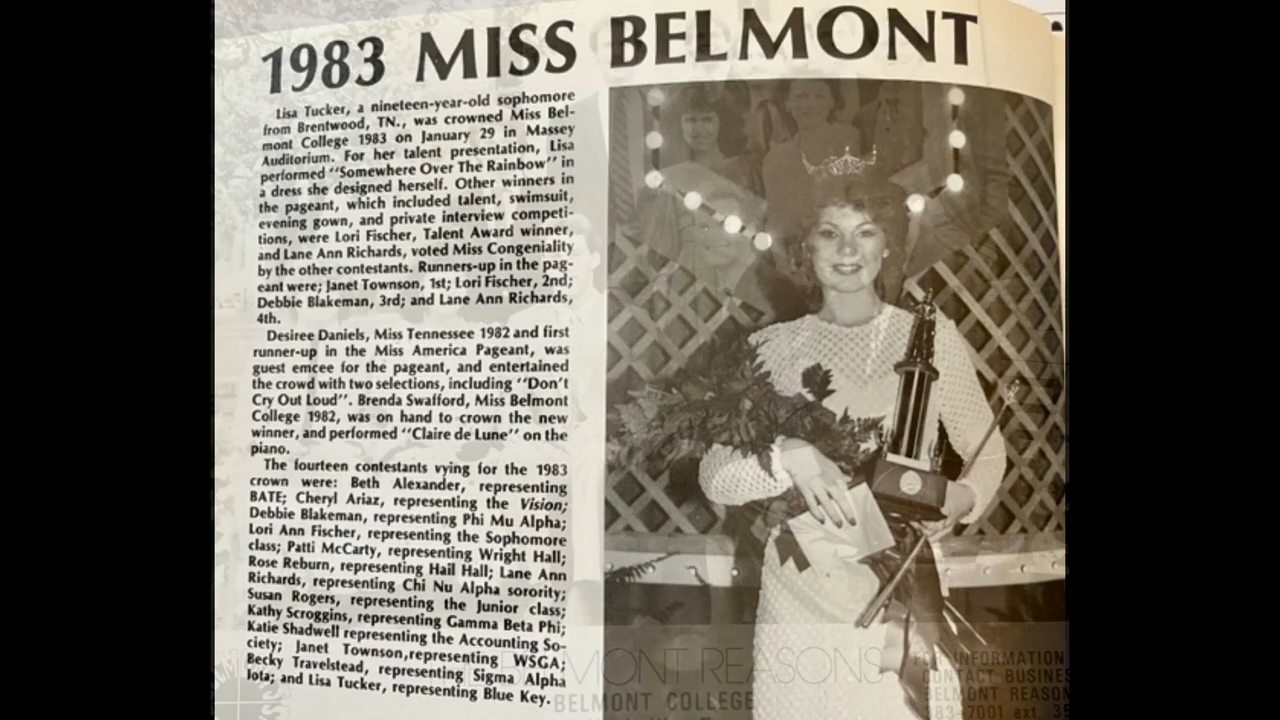 1983 MISS BELMONT
Lisa Tucker, a nineteen-year-old sophomore
from Brentwood, TN., was crowned Miss Bel-
mont College 1983 on January 29 in Massey
Auditorium. For her talent presentation, Lisa
performed "Somewhere Over The Rainbow" in
a dress she designed herself. Other winners in
the pageant, which included talent, swimsuit,
evening gown, and private interview competi-
tions, were Lori Fischer, Talent Award winner,
and Lane Ann Richards, voted Miss Congeniality
by the other contestants. Runners-up in the pag-
eant were; Janet Townson, 1st; Lori Fischer, 2nd;
Debbie Blakeman, 3rd; and Lane Ann Richards,
4th.
Desiree Daniels, Miss Tennessee 1982 and first
runner-up in the Miss America Pageant, was
guest emcee for the pageant, and entertained
the crowd with two selections, including "Don't
Cry Out Loud". Brenda Swafford, Miss Belmont
College 1982, was on hand to crown the new
winner, and performed "Claire de Lune" on the
piano.
The fourteen contestants vying for the 1983
crown were: Beth Alexander, representing
BATE; Cheryl Ariaz, representing the Vision;
Debbie Blakeman, representing Phi Mu Alpha;
Lori Ann Fischer, representing the Sophomore
class; Patti McCarty, representing Wright Hall;
Rose Reburn, representing Hail Hall; Lane Ann
Richards, representing Chi Nu Alpha sorority;
Susan Rogers, representing the Junior class;
Kathy Scroggins, representing Gamma Beta Phi;
Katie Shadwell representing the Accounting So-
ciety; Janet Townson,representing WSGA;
Becky Travelstead, representing Sigma Alpha
Iota; and Lisa Tucker, representing Blue Key.
BELMONT REASONS
BELMONT COLLEGE
FOR INFORMATION
CONTACT BUSINES
BELMONT REASON
383-7001 ext. 35